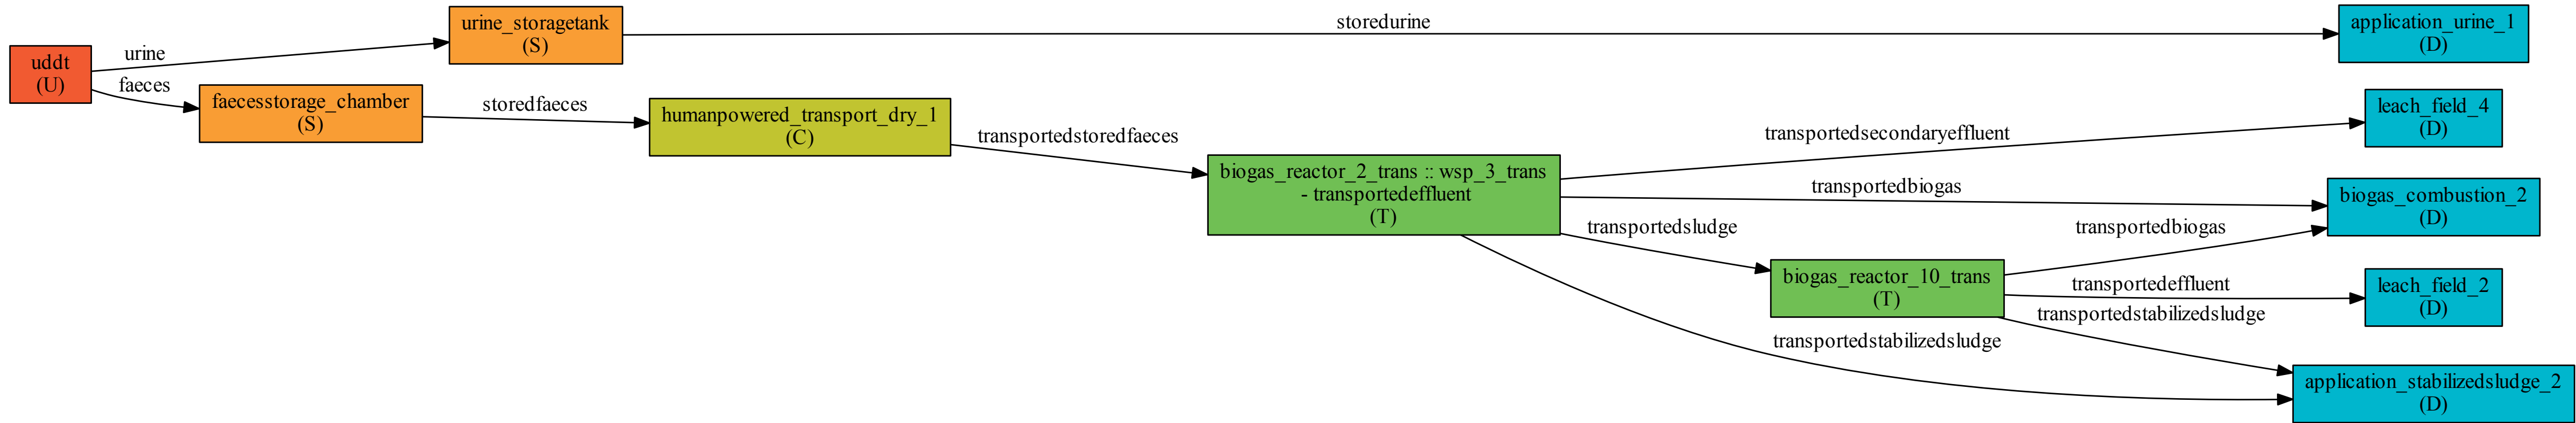 uddt
(U)
urine
faeces
urine_storagetank
(S)
faecesstorage_chamber
(S)
storedurine
storedfaeces
humanpowered_transport_dry_1
(C)
transportedstoredfaeces
biogas_reactor_2_trans :: wsp_3_trans
- transportedeffluent
(T)
transportedsecondaryeffluent
transportedbiogas
transportedsludge
transportedstabilizedsludge
biogas_reactor_10_trans
(T)
transportedbiogas
transportedeffluent
transportedstabilizedsludge
application_urine_1
(D)
leach_field_4
(D)
biogas_combustion_2
(D)
leach_field_2
(D)
application_stabilizedsludge_2
(D)